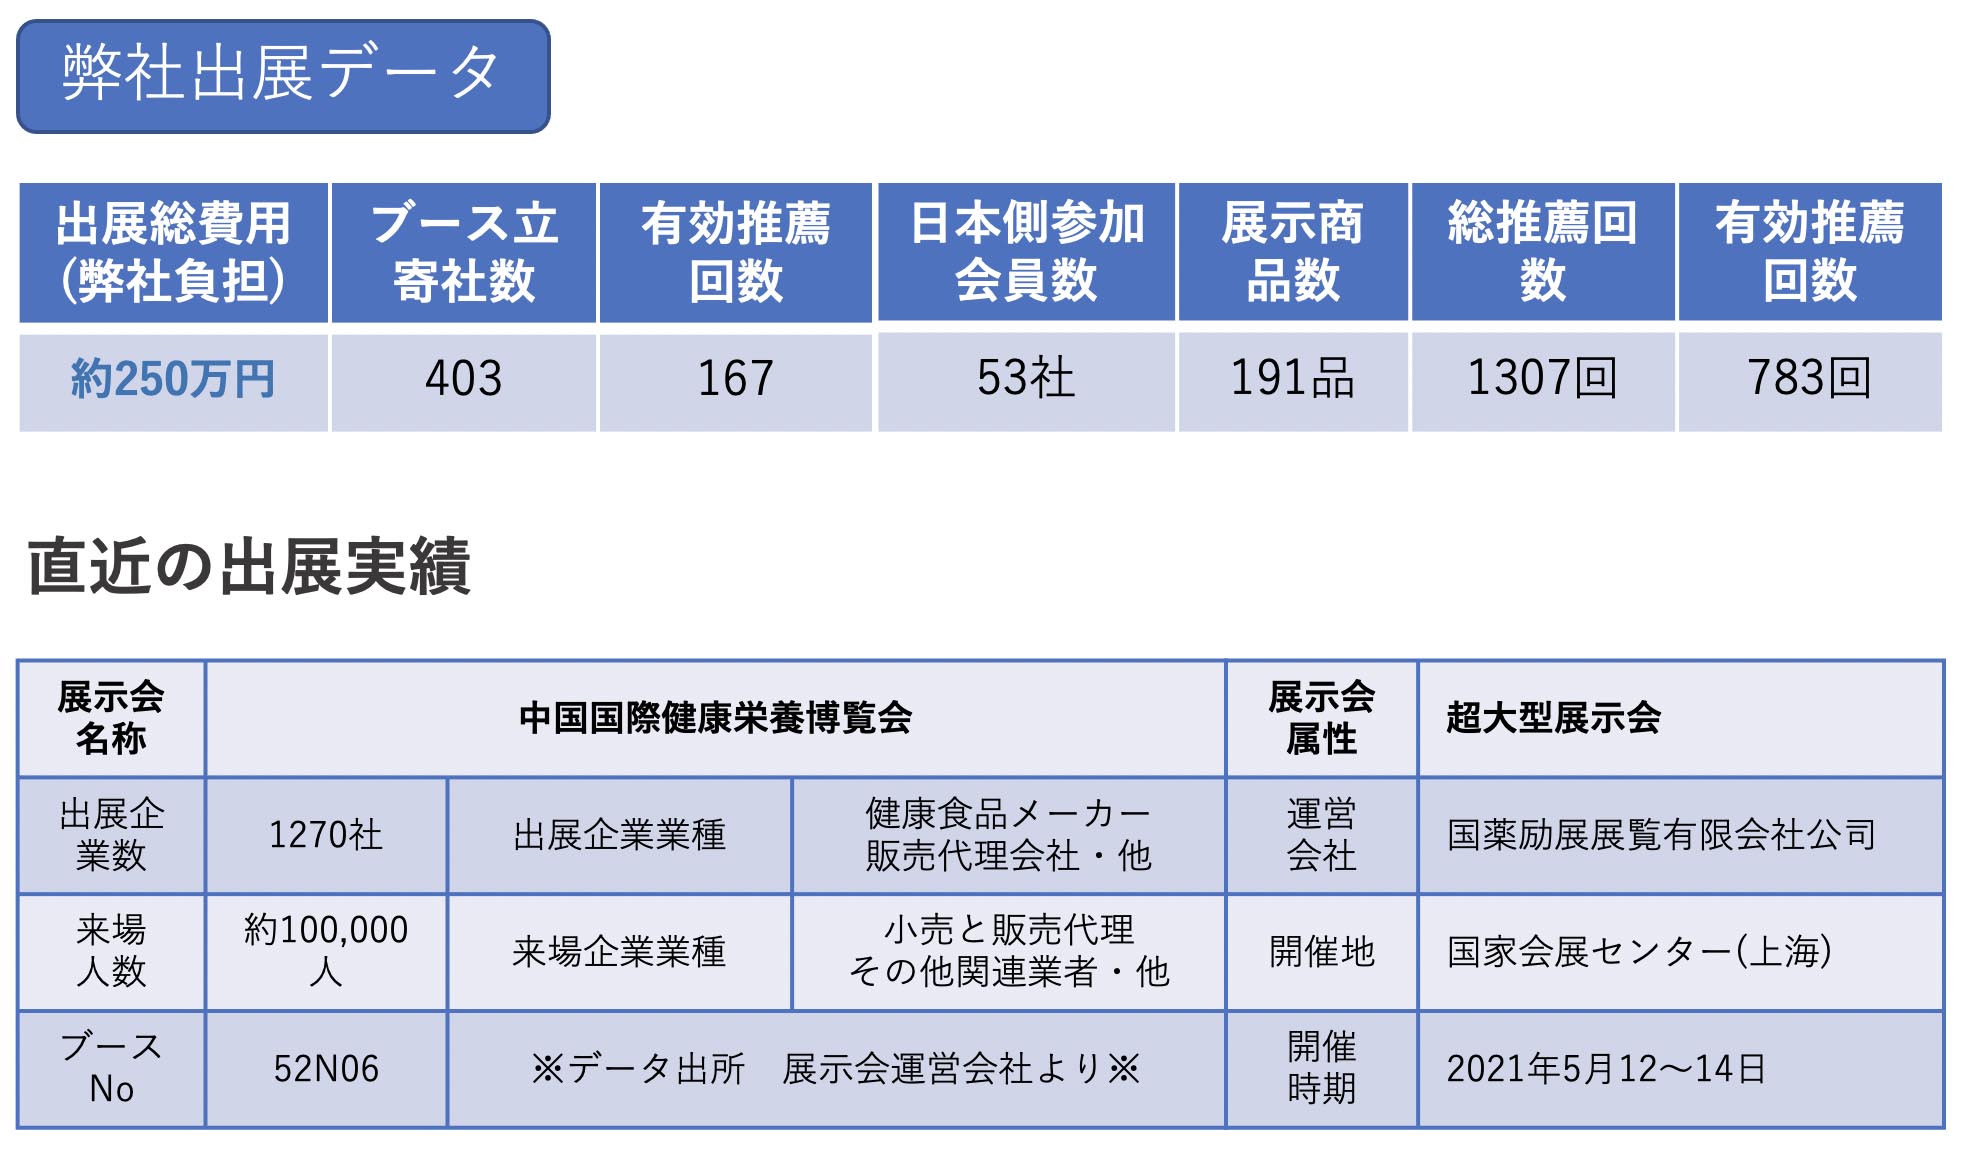 弊社出展データ
出展総費用
(弊社負担)
ブース立
寄社数
有効推薦
回数
日本側参加
会員数
展示商
品数
総推薦回
数
有効推薦
回数
約250万円
403
167
53社
191品
1307回
783回
直近の出展実績
展示会
名称
中国国際健康栄養博覧会
展示会
属性
超大型展示会
出展企
業数
1270社
出展企業業種
健康食品メーカー
販売代理会社・他
運営
会社
国薬励展展覧有限会社公司
来場
人数
約100,000
人
来場企業業種
小売と販売代理
その他関連業者・他
開催地
国家会展センター(上海)
ブース
No
52N06
※データ出所　展示会運営会社より※
開催
時期
2021年5月12～14日